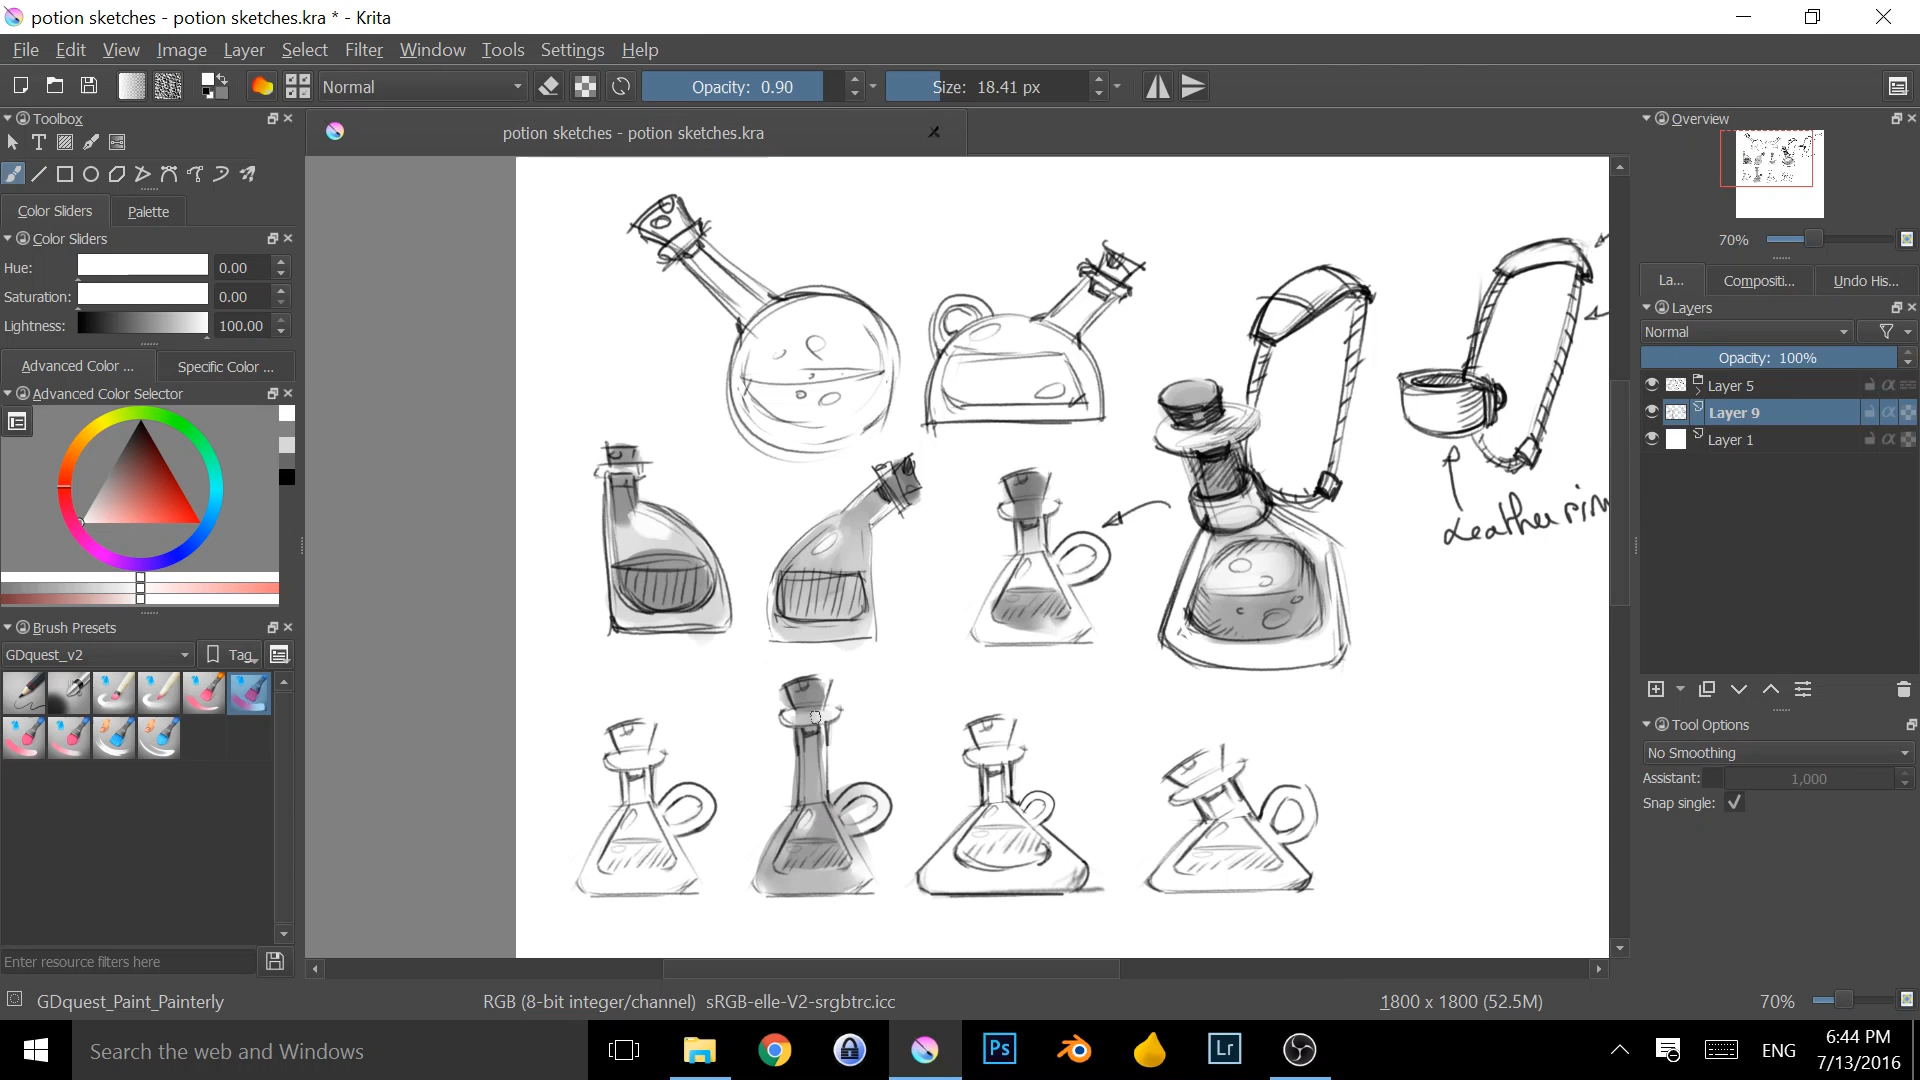 potion sketches - potion sketches.kra * - Krita
File Edit View Image Layer Select Filter Window Tools Settings Help
Normal
Opacity: 0.90
Size: 18.41 px
Toolbox
potion sketches - potion sketches.kra
Overview
Color Sliders
Palette
Color Sliders
Hue:
0.00
Saturation:
0.00
Lightness:
100.00
70%
La...
Compositi...
Undo His...
Layers
Normal
Opacity: 100%
Layer 5
Layer 9
Layer 1
Advanced Color ...
Specific Color ...
Advanced Color Selector
Brush Presets
GDquest_v2
Tag
Enter resource filters here
Tool Options
No Smoothing
Assistant:
1,000
Snap single:
GDquest_Paint_Painterly
RGB (8-bit integer/channel) sRGB-elle-V2-srgbtrc.icc
1800 x 1800 (52.5M)
70%
Search the web and Windows
Ps
Lr
ENG
6:44 PM
7/13/2016